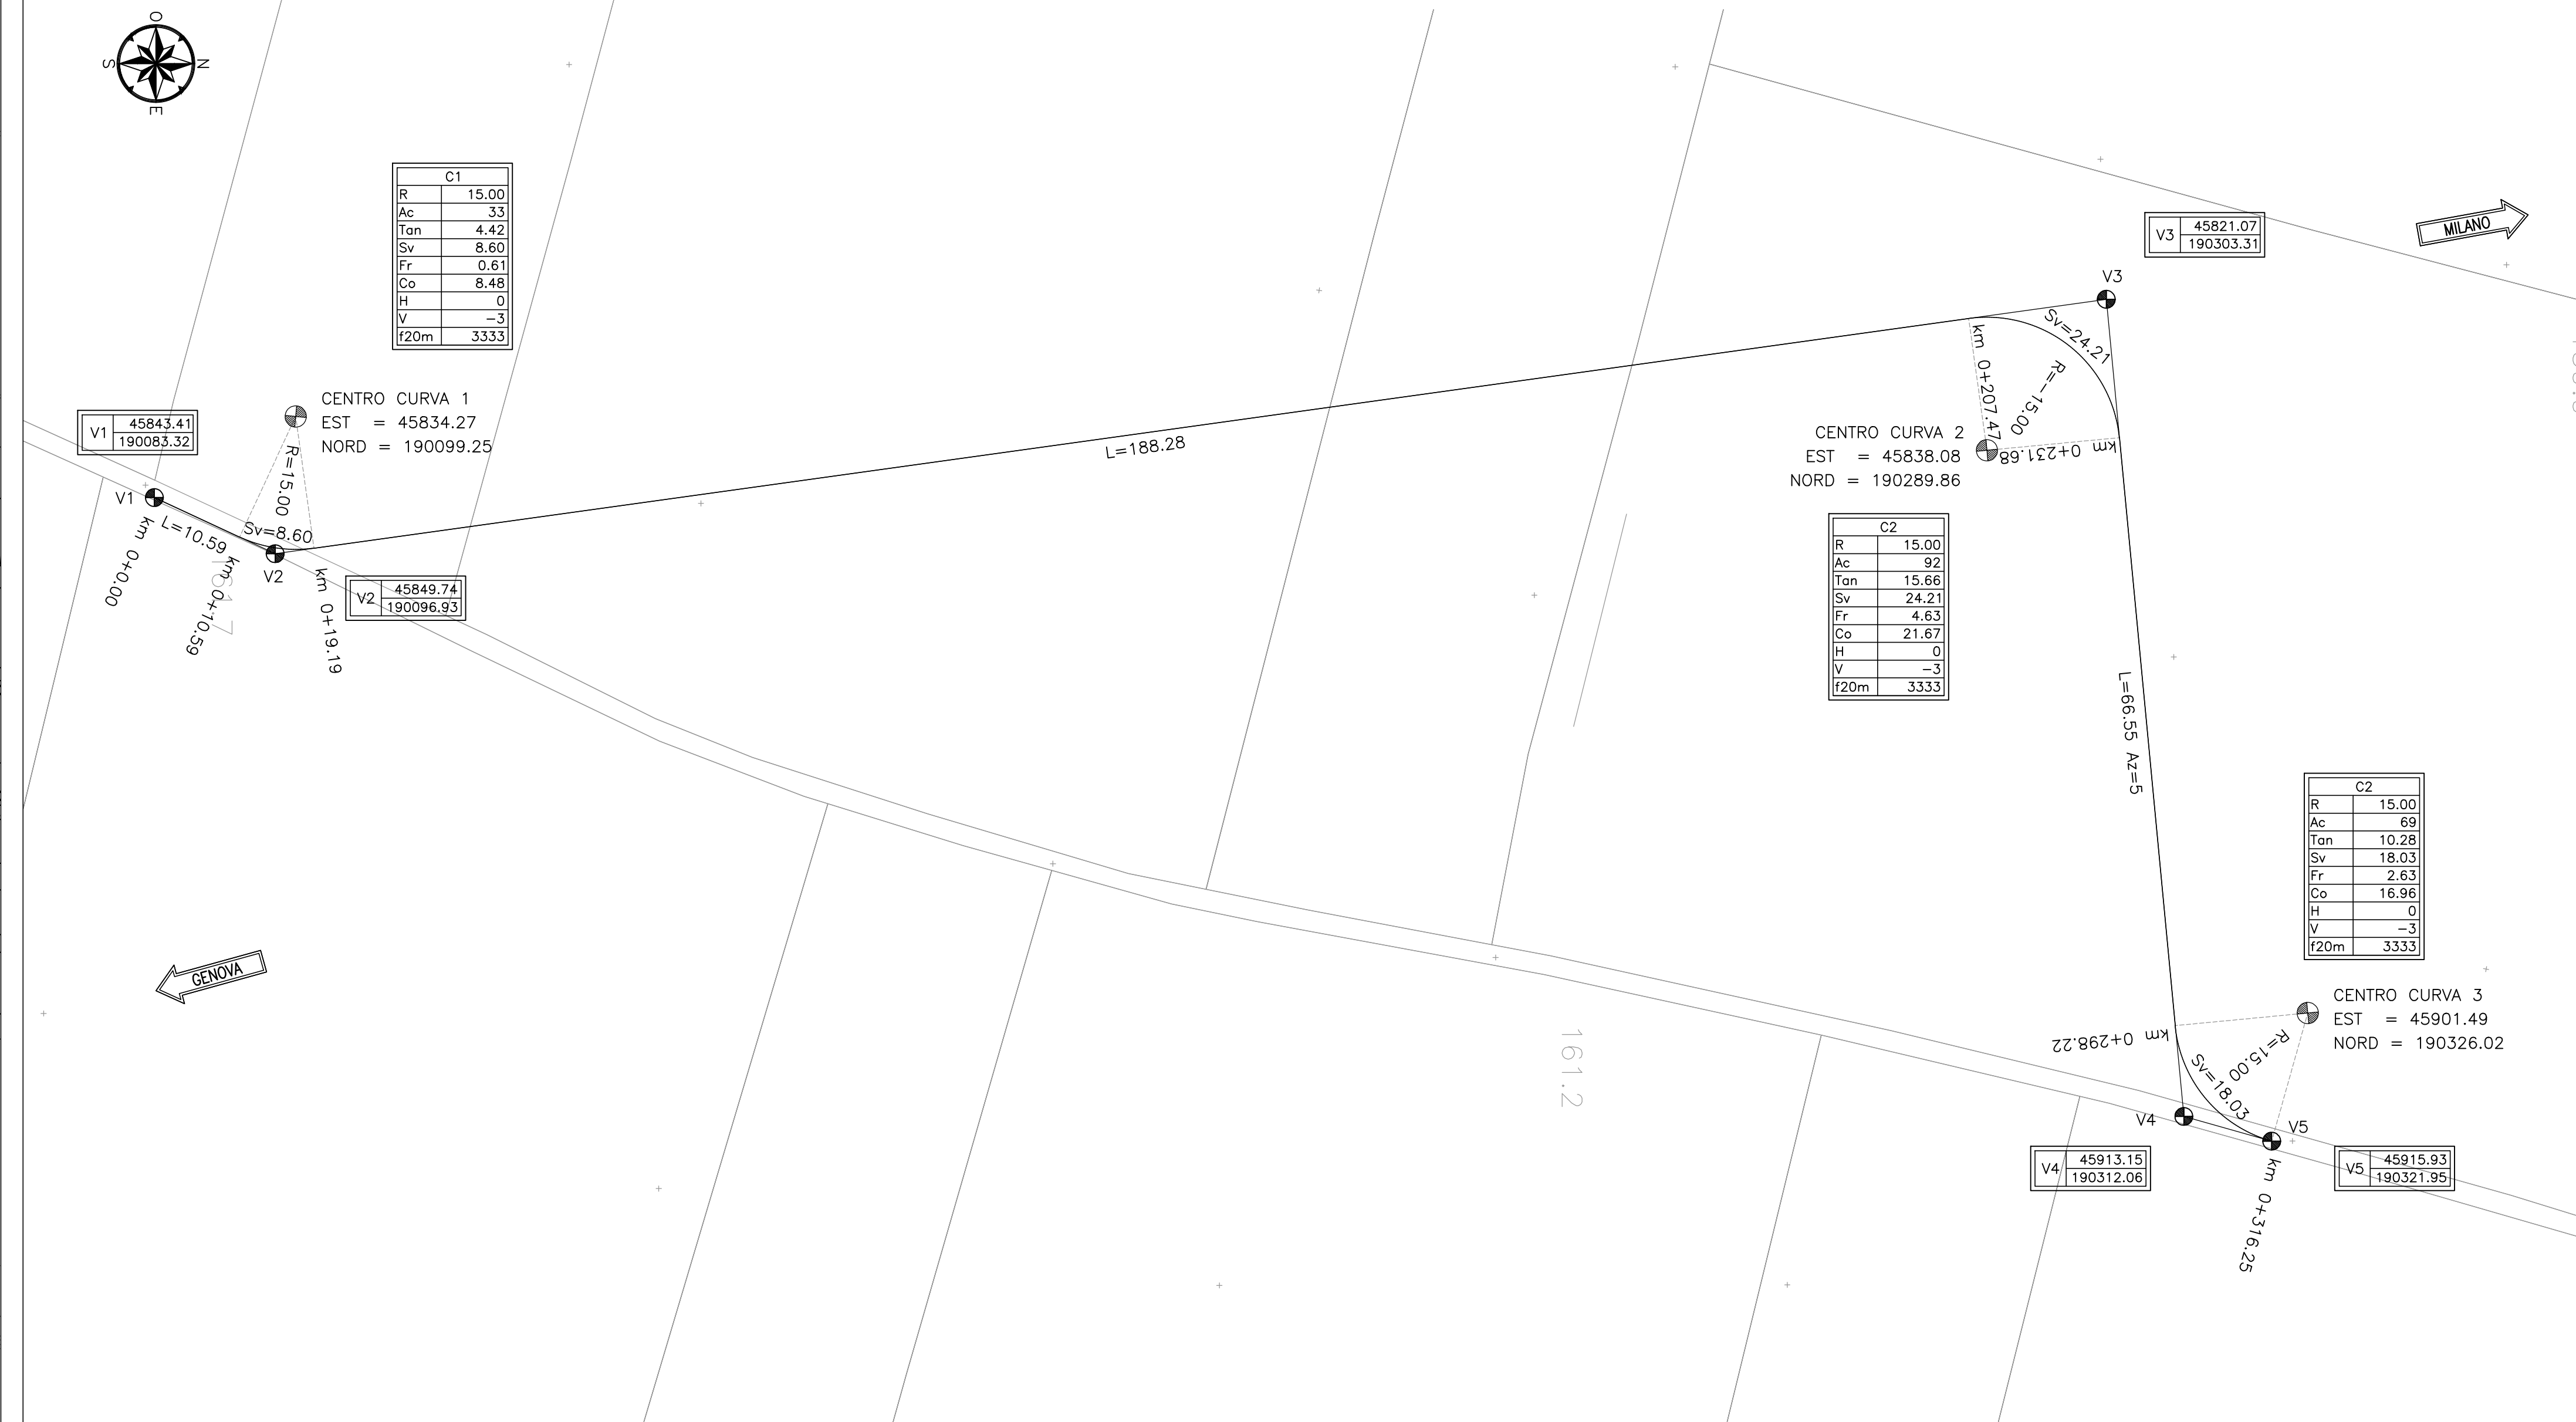 O
S
N
E
C1
R 15.00
Ac 33
Tan 4.42
Sv 8.60
Fr 0.61
Co 8.48
H 0
V −3
f20m 3333
V3 45821.07
190303.31
MILANO
V3
Sv=24.21
R=−15.00
km 0+207.47
km 0+231.68
CENTRO CURVA 1
EST = 45834.27
NORD = 190099.25
V1 45843.41
190083.32
R=15.00
L=188.28
CENTRO CURVA 2
EST = 45838.08
NORD = 190289.86
V1
L=10.59
Sv=8.60
V2
km 0+0.00
km 0+10.59
km 0+19.19
V2 45849.74
190096.93
C2
R 15.00
Ac 92
Tan 15.66
Sv 24.21
Fr 4.63
Co 21.67
H 0
V −3
f20m 3333
L=66.55 Az=5
C2
R 15.00
Ac 69
Tan 10.28
Sv 18.03
Fr 2.63
Co 16.96
H 0
V −3
f20m 3333
GENOVA
CENTRO CURVA 3
EST = 45901.49
NORD = 190326.02
161.2
km 0+298.22
R=15.00
Sv=18.03
V4
V5
V4 45913.15
190312.06
V5 45915.93
190321.95
km 0+316.25